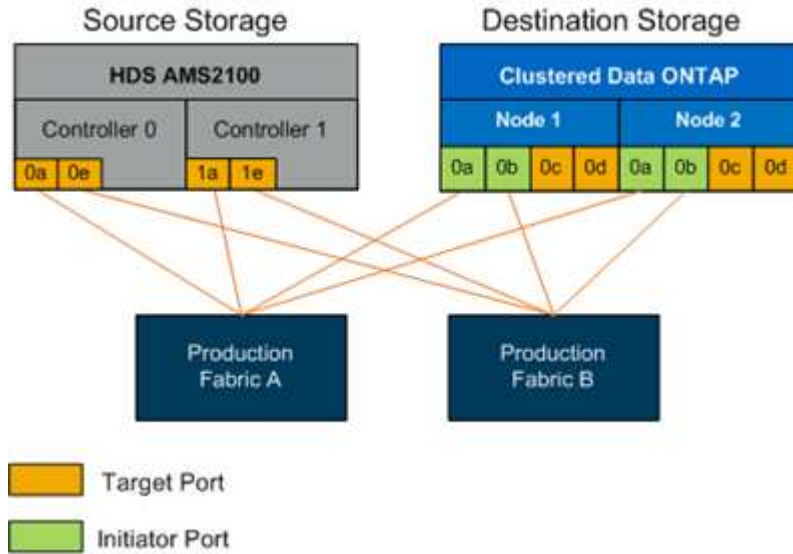 Source Storage
Destination Storage
HDS AMS2100
Clustered Data ONTAP
Controller 0
Controller 1
Node 1
Node 2
0a 0e
1a 1e
0a 0b 0c 0d 0a 0b 0c 0d
Production
Fabric A
Production
Fabric B
Target Port
Initiator Port